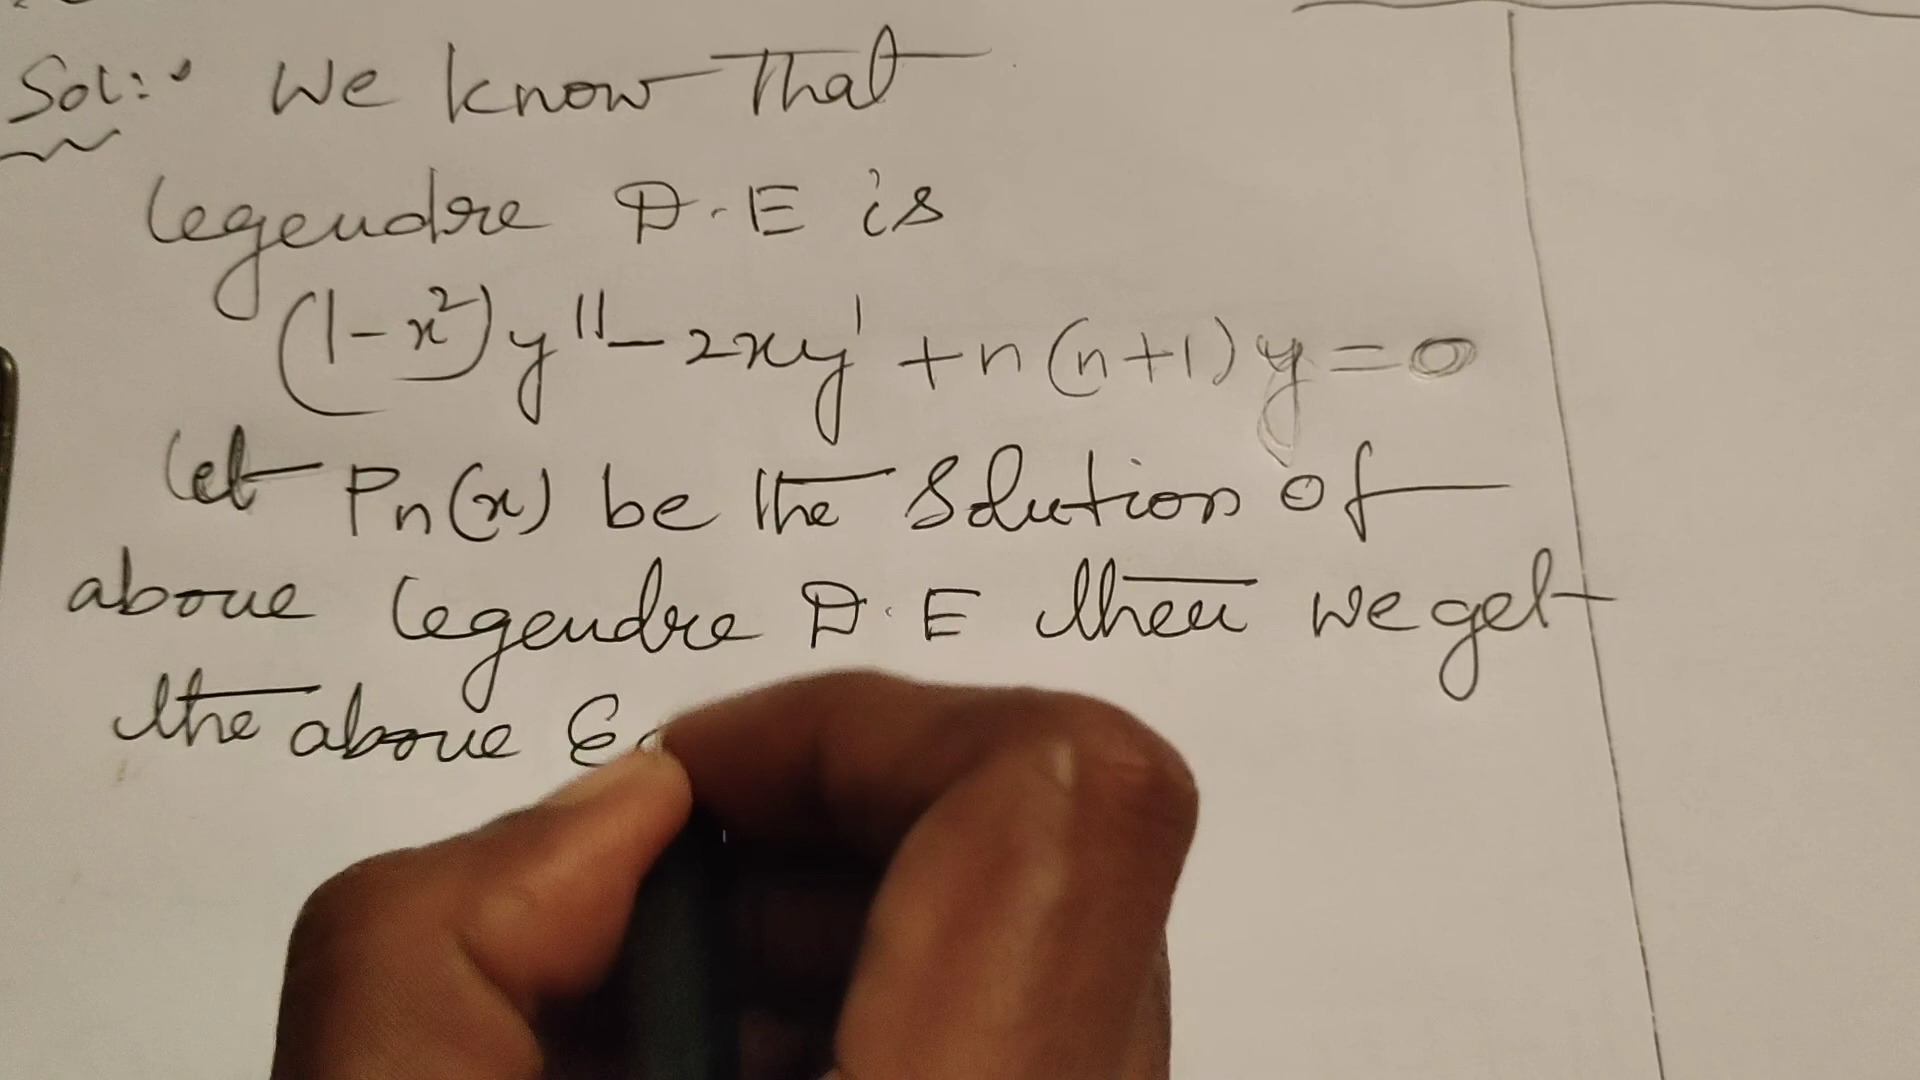 Sol:- We know that
legendre D.E is
(1-x²)y'' - 2xy' + n(n+1)y = 0
let Pn(x) be the Solution of
above legendre D.E then we get
the above